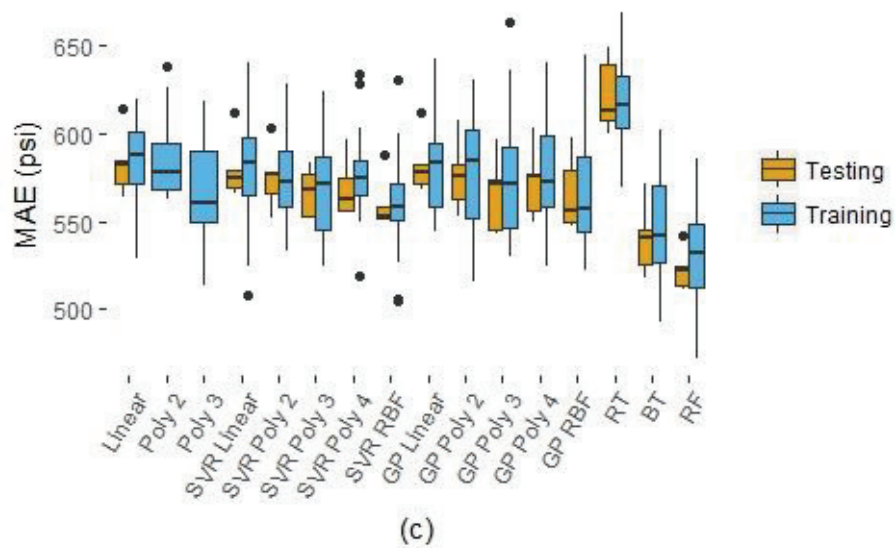 MAE (psi)
650
600
550
500
Linear
Poly 2
Poly 3
SVR Linear
SVR Poly 2
SVR Poly 3
SVR Poly 4
SVR RBF
GP Linear
GP Poly 2
GP Poly 3
GP Poly 4
GP RBF
RT
BT
RF
Testing
Training
(c)